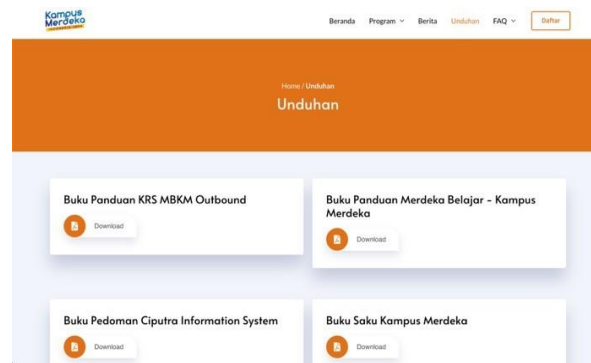 Kampus
Merdeka
Beranda Program Berita Unduhan FAQ Daftar
Home / Unduhan
Unduhan
Buku Panduan KRS MBKM Outbound
Download
Buku Panduan Merdeka Belajar - Kampus
Merdeka
Download
Buku Pedoman Ciputra Information System
Download
Buku Saku Kampus Merdeka
Download